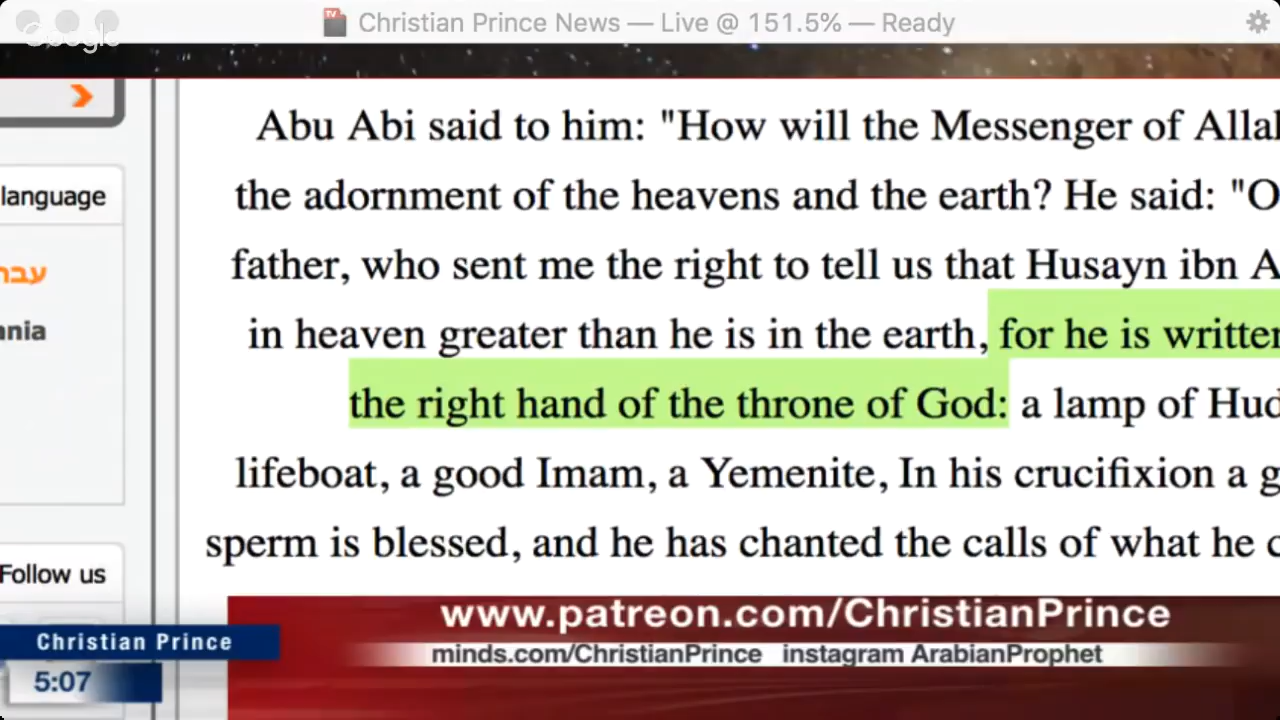 Christian Prince News — Live @ 151.5% — Ready
Google
Abu Abi said to him: "How will the Messenger of Allah
the adornment of the heavens and the earth? He said: "O
language
father, who sent me the right to tell us that Husayn ibn A
עבר
in heaven greater than he is in the earth, for he is written
ania
the right hand of the throne of God: a lamp of Hud
lifeboat, a good Imam, a Yemenite, In his crucifixion a g
sperm is blessed, and he has chanted the calls of what he c
Follow us
www.patreon.com/ChristianPrince
Christian Prince
minds.com/ChristianPrince instagram ArabianProphet
5:07